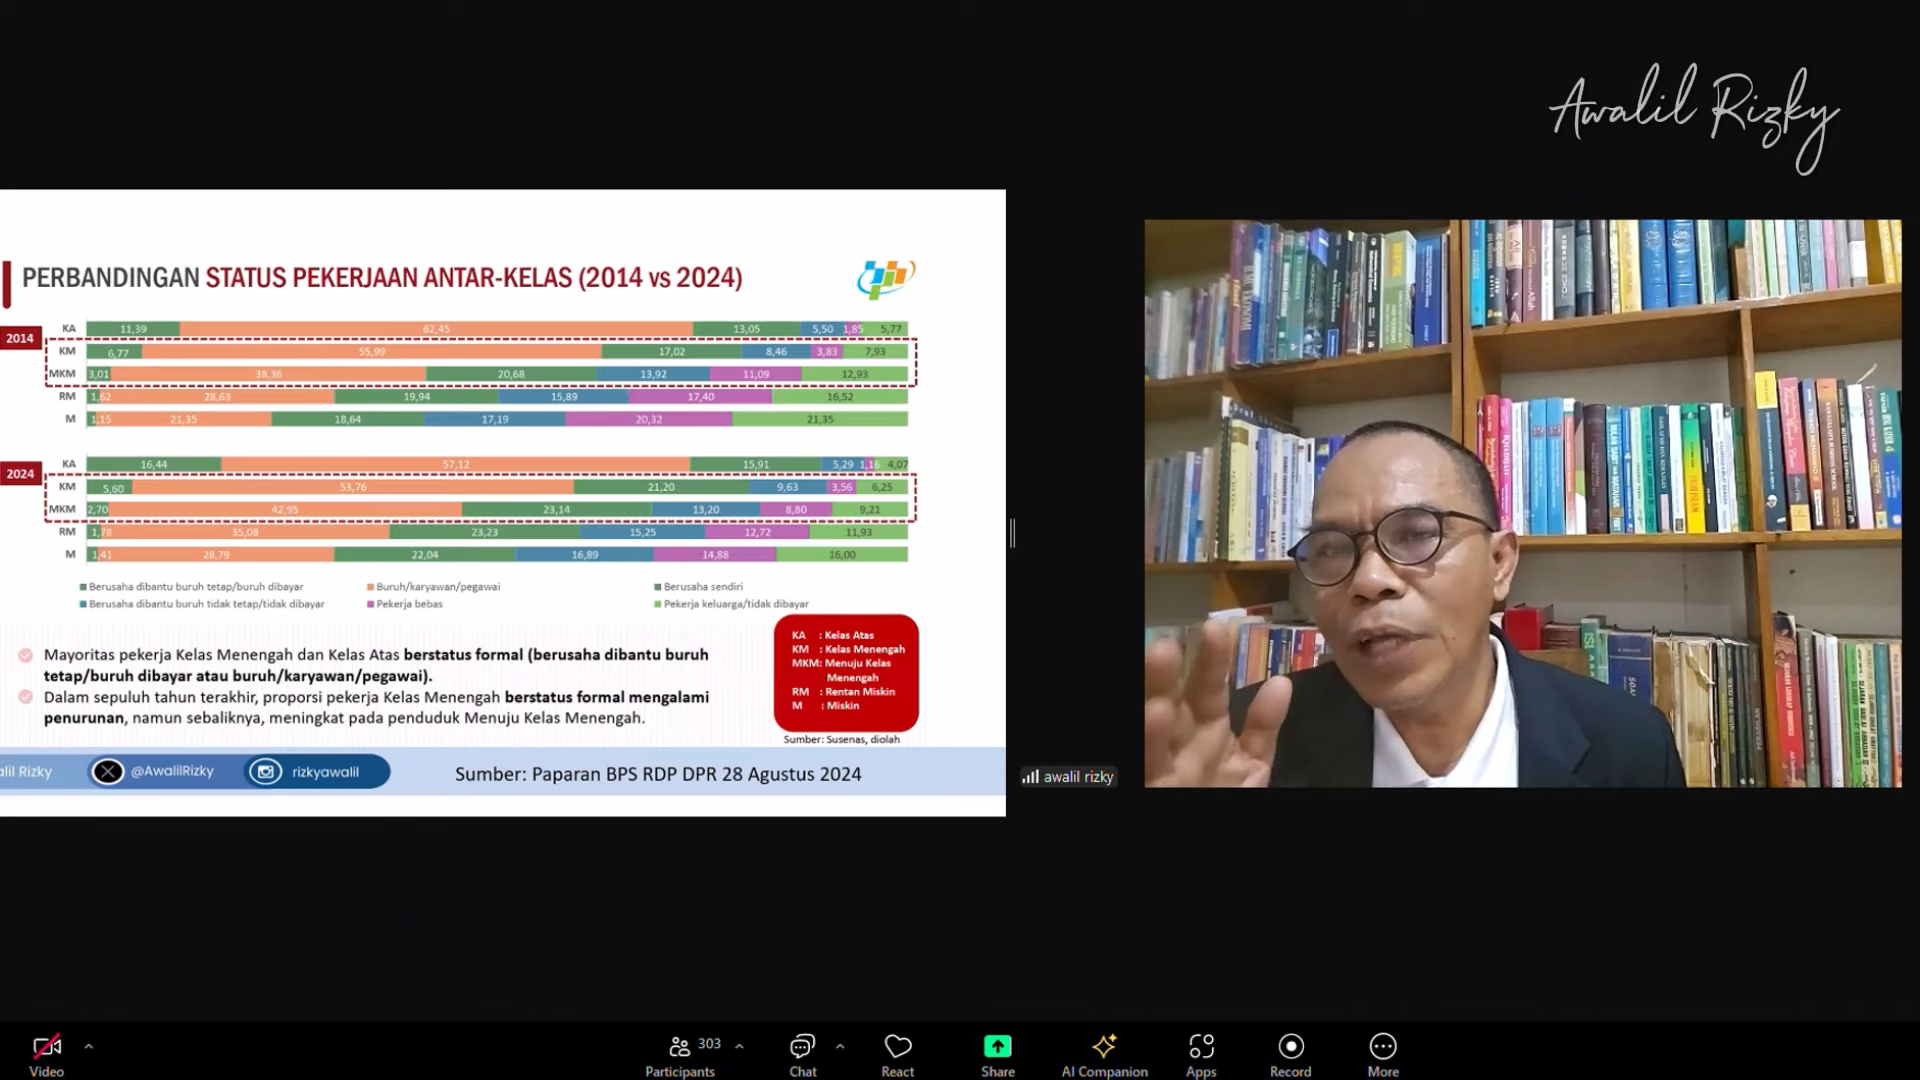 Awalil Rizky
PERBANDINGAN STATUS PEKERJAAN ANTAR-KELAS (2014 vs 2024)
2014
KA 11,39 62,45 13,05 5,50 1,85 5,77
KM 6,77 55,99 17,02 8,46 3,83 7,93
MKM 3,01 38,36 20,68 13,92 11,09 12,93
RM 1,62 28,63 19,94 15,89 17,40 16,52
M 1,15 21,35 18,64 17,19 20,32 21,35
2024
KA 16,44 57,12 15,91 5,29 1,16 4,07
KM 5,60 53,76 21,20 9,63 3,56 6,25
MKM 2,70 42,95 23,14 13,20 8,80 9,21
RM 1,78 35,08 23,23 15,25 12,72 11,93
M 1,41 28,79 22,04 16,89 14,88 16,00
Berusaha dibantu buruh tetap/buruh dibayar Buruh/karyawan/pegawai Berusaha sendiri
Berusaha dibantu buruh tidak tetap/tidak dibayar Pekerja bebas Pekerja keluarga/tidak dibayar
Mayoritas pekerja Kelas Menengah dan Kelas Atas berstatus formal (berusaha dibantu buruh
tetap/buruh dibayar atau buruh/karyawan/pegawai).
Dalam sepuluh tahun terakhir, proporsi pekerja Kelas Menengah berstatus formal mengalami
penurunan, namun sebaliknya, meningkat pada penduduk Menuju Kelas Menengah.
KA : Kelas Atas
KM : Kelas Menengah
MKM: Menuju Kelas
Menengah
RM : Rentan Miskin
M : Miskin
Sumber: Susenas, diolah
alil Rizky @AwalilRizky rizkyawalil
Sumber: Paparan BPS RDP DPR 28 Agustus 2024
awalil rizky
Video
303
Participants
Chat
React
Share
AI Companion
Apps
Record
More